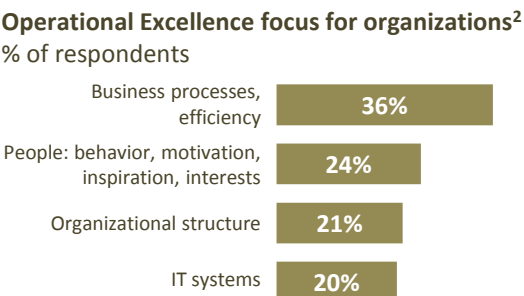 Operational Excellence focus for organizations²
% of respondents
Business processes,
efficiency
36%
People: behavior, motivation,
inspiration, interests
24%
Organizational structure
21%
IT systems
20%